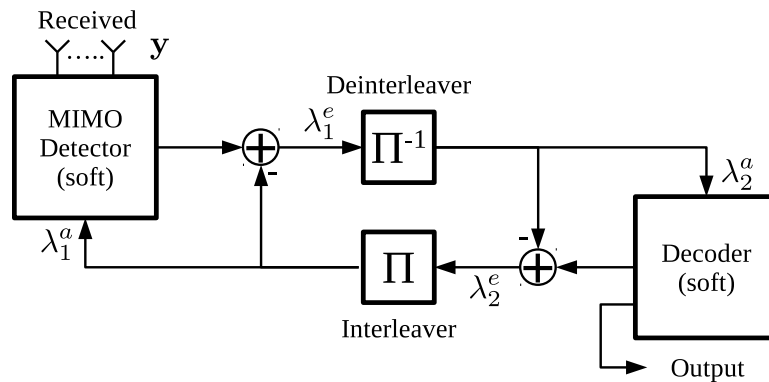 Received
..... y
Deinterleaver
MIMO
Detector
(soft)
λ₁ᵉ
Π⁻¹
-
λ₂ᵃ
λ₁ᵃ
-
Π
λ₂ᵉ
Decoder
(soft)
Interleaver
Output